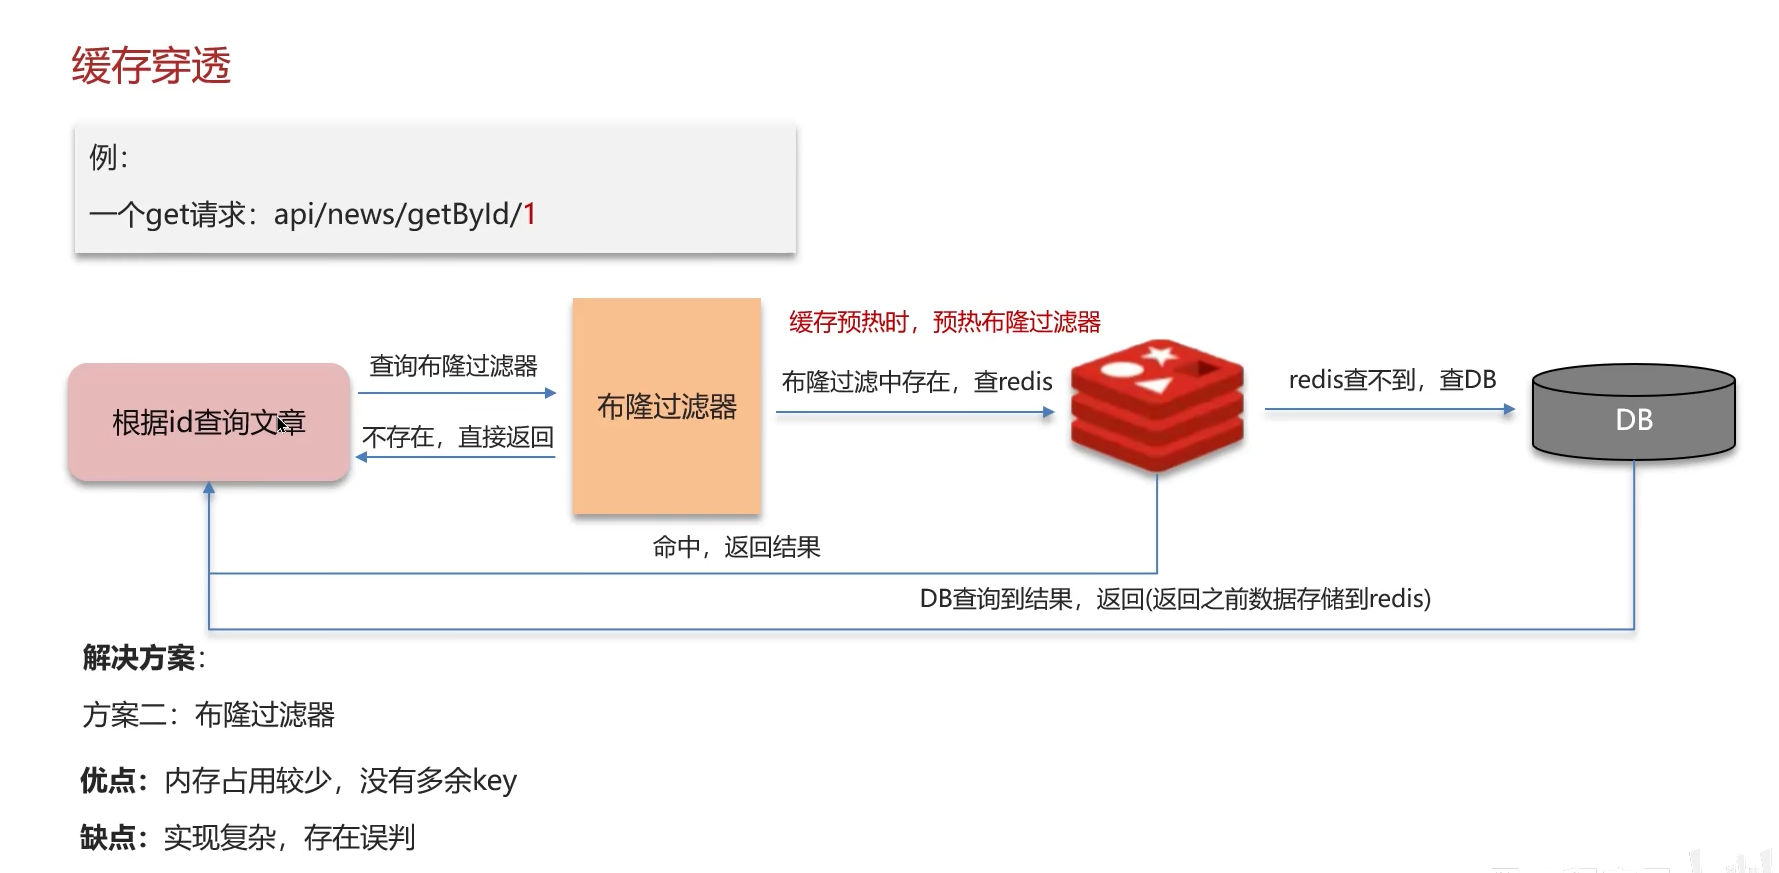 缓存穿透
例：
一个get请求：api/news/getById/1
缓存预热时，预热布隆过滤器
查询布隆过滤器
布隆过滤中存在，查redis
redis查不到，查DB
根据id查询文章
布隆过滤器
DB
不存在，直接返回
命中，返回结果
DB查询到结果，返回(返回之前数据存储到redis)
解决方案：
方案二：布隆过滤器
优点：内存占用较少，没有多余key
缺点：实现复杂，存在误判